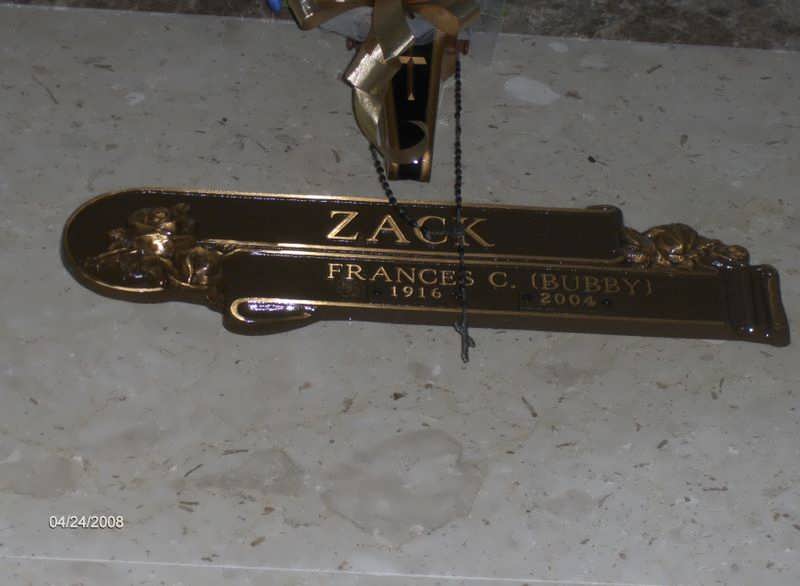 ZACK
FRANCES C. (BUBBY)
1916 2004
04/24/2008